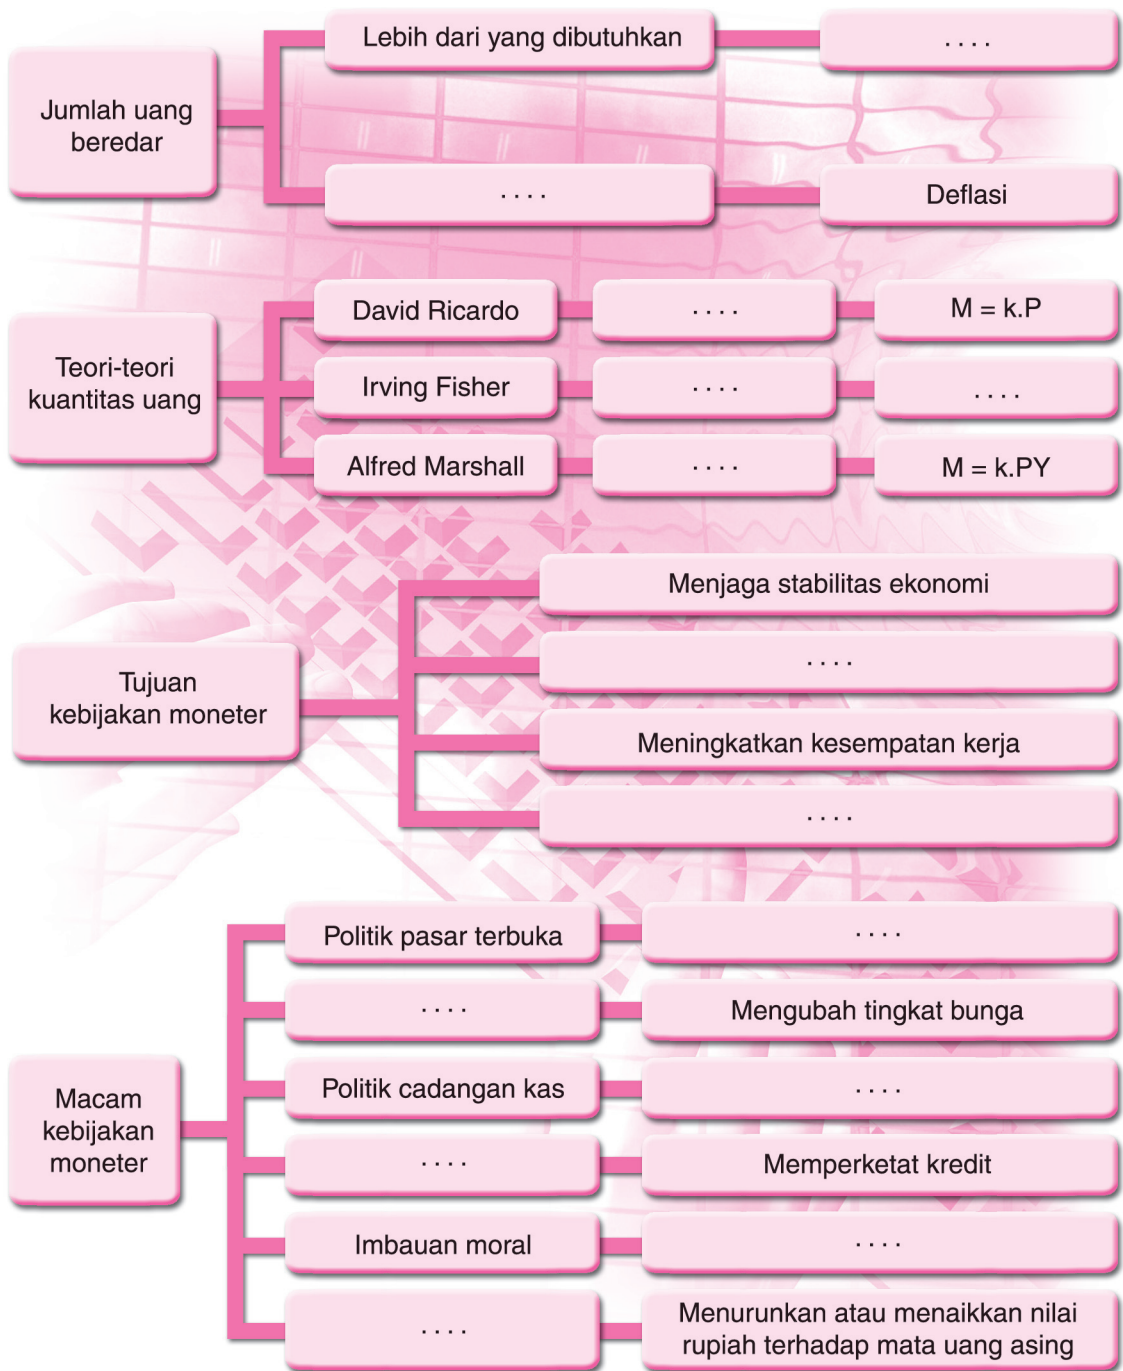 Jumlah uang
beredar
Lebih dari yang dibutuhkan
. . . .
. . . .
Deflasi
Teori-teori
kuantitas uang
David Ricardo
. . . .
M = k.P
Irving Fisher
. . . .
. . . .
Alfred Marshall
. . . .
M = k.PY
Tujuan
kebijakan moneter
Menjaga stabilitas ekonomi
. . . .
Meningkatkan kesempatan kerja
. . . .
Macam
kebijakan
moneter
Politik pasar terbuka
. . . .
. . . .
Mengubah tingkat bunga
Politik cadangan kas
. . . .
. . . .
Memperketat kredit
Imbauan moral
. . . .
. . . .
Menurunkan atau menaikkan nilai
rupiah terhadap mata uang asing